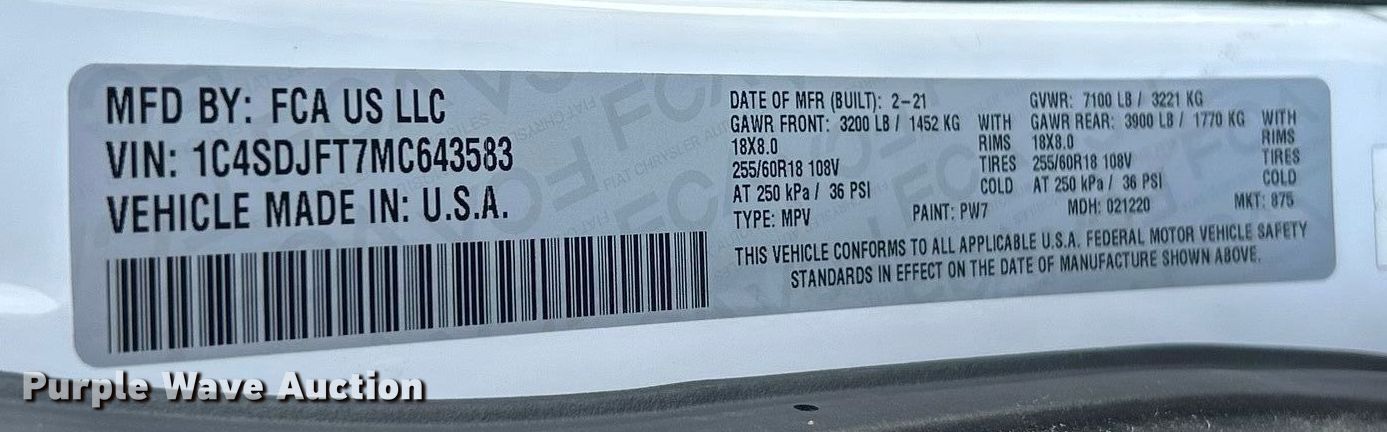 MFD BY: FCA US LLC
VIN: 1C4SDJFT7MC643583
VEHICLE MADE IN: U.S.A.
DATE OF MFR (BUILT): 2-21 GVWR: 7100 LB / 3221 KG
GAWR FRONT: 3200 LB / 1452 KG WITH GAWR REAR: 3900 LB / 1770 KG WITH
18X8.0 RIMS 18X8.0 RIMS
255/60R18 108V TIRES 255/60R18 108V TIRES
AT 250 kPa / 36 PSI COLD AT 250 kPa / 36 PSI COLD
TYPE: MPV PAINT: PW7 MDH: 021220 MKT: 875
THIS VEHICLE CONFORMS TO ALL APPLICABLE U.S.A. FEDERAL MOTOR VEHICLE SAFETY
STANDARDS IN EFFECT ON THE DATE OF MANUFACTURE SHOWN ABOVE.
Purple Wave Auction